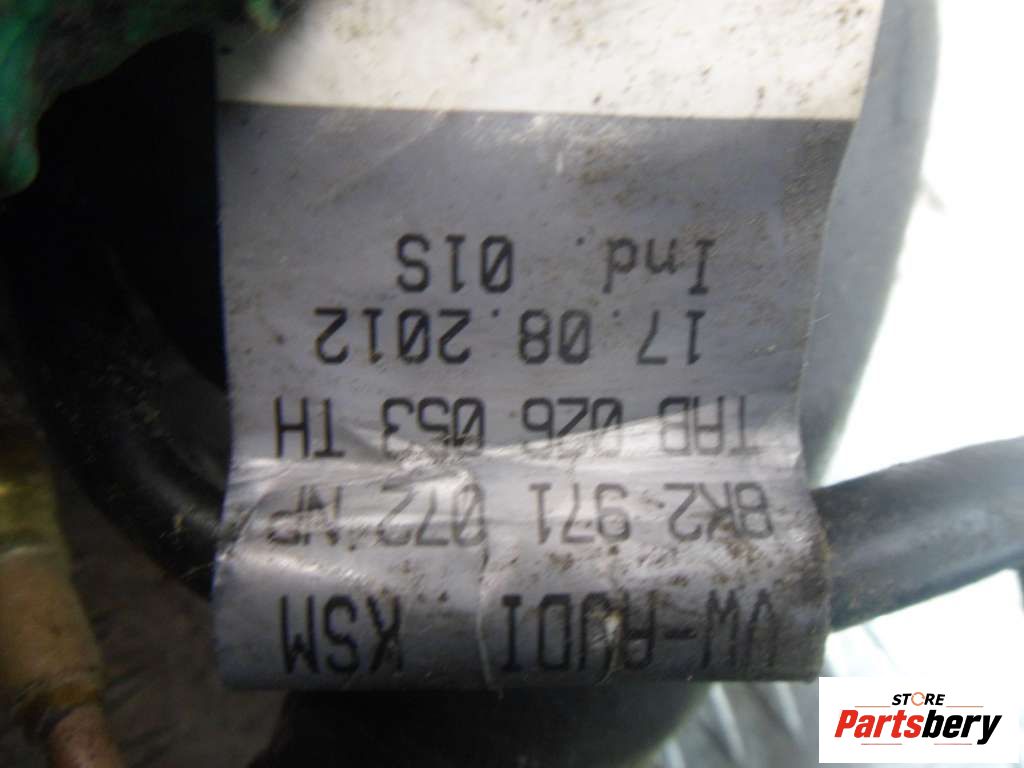 VW-AUDI KSM
8K2 971 072 NP
TAB 026 053 TH
17.08.2012
Ind. 01S
STORE
Partsbery